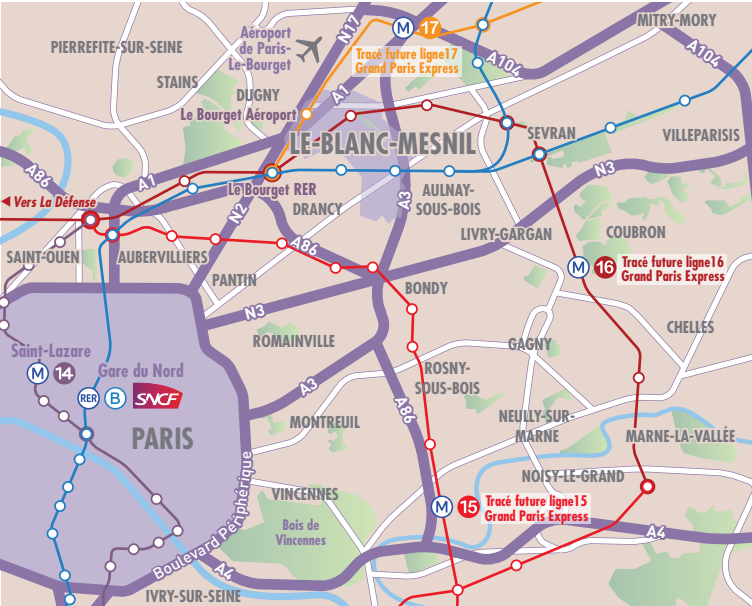 MITRY-MORY
N17
M 17
Aéroport
de Paris-
Le-Bourget
PIERREFITE-SUR-SEINE
Tracé future ligne17
Grand Paris Express
A104
A104
STAINS
DUGNY
A1
Le Bourget Aéroport
LE-BLANC-MESNIL
SEVRAN
VILLEPARISIS
A86
A1
N3
Le Bourget RER
AULNAY-
SOUS-BOIS
A3
Vers La Défense
N2
DRANCY
LIVRY-GARGAN
COUBRON
A86
SAINT-OUEN
AUBERVILLIERS
M 16
Tracé future ligne16
Grand Paris Express
PANTIN
BONDY
N3
CHELLES
ROMAINVILLE
GAGNY
Saint-Lazare
M 14
Gare du Nord
RER B SNCF
ROSNY-
SOUS-BOIS
A3
A86
NEUILLY-SUR-
MARNE
MONTREUIL
MARNE-LA-VALLÉE
PARIS
NOISY-LE-GRAND
VINCENNES
M 15
Tracé future ligne15
Grand Paris Express
Boulevard Périphérique
Bois de
Vincennes
A4
A4
IVRY-SUR-SEINE